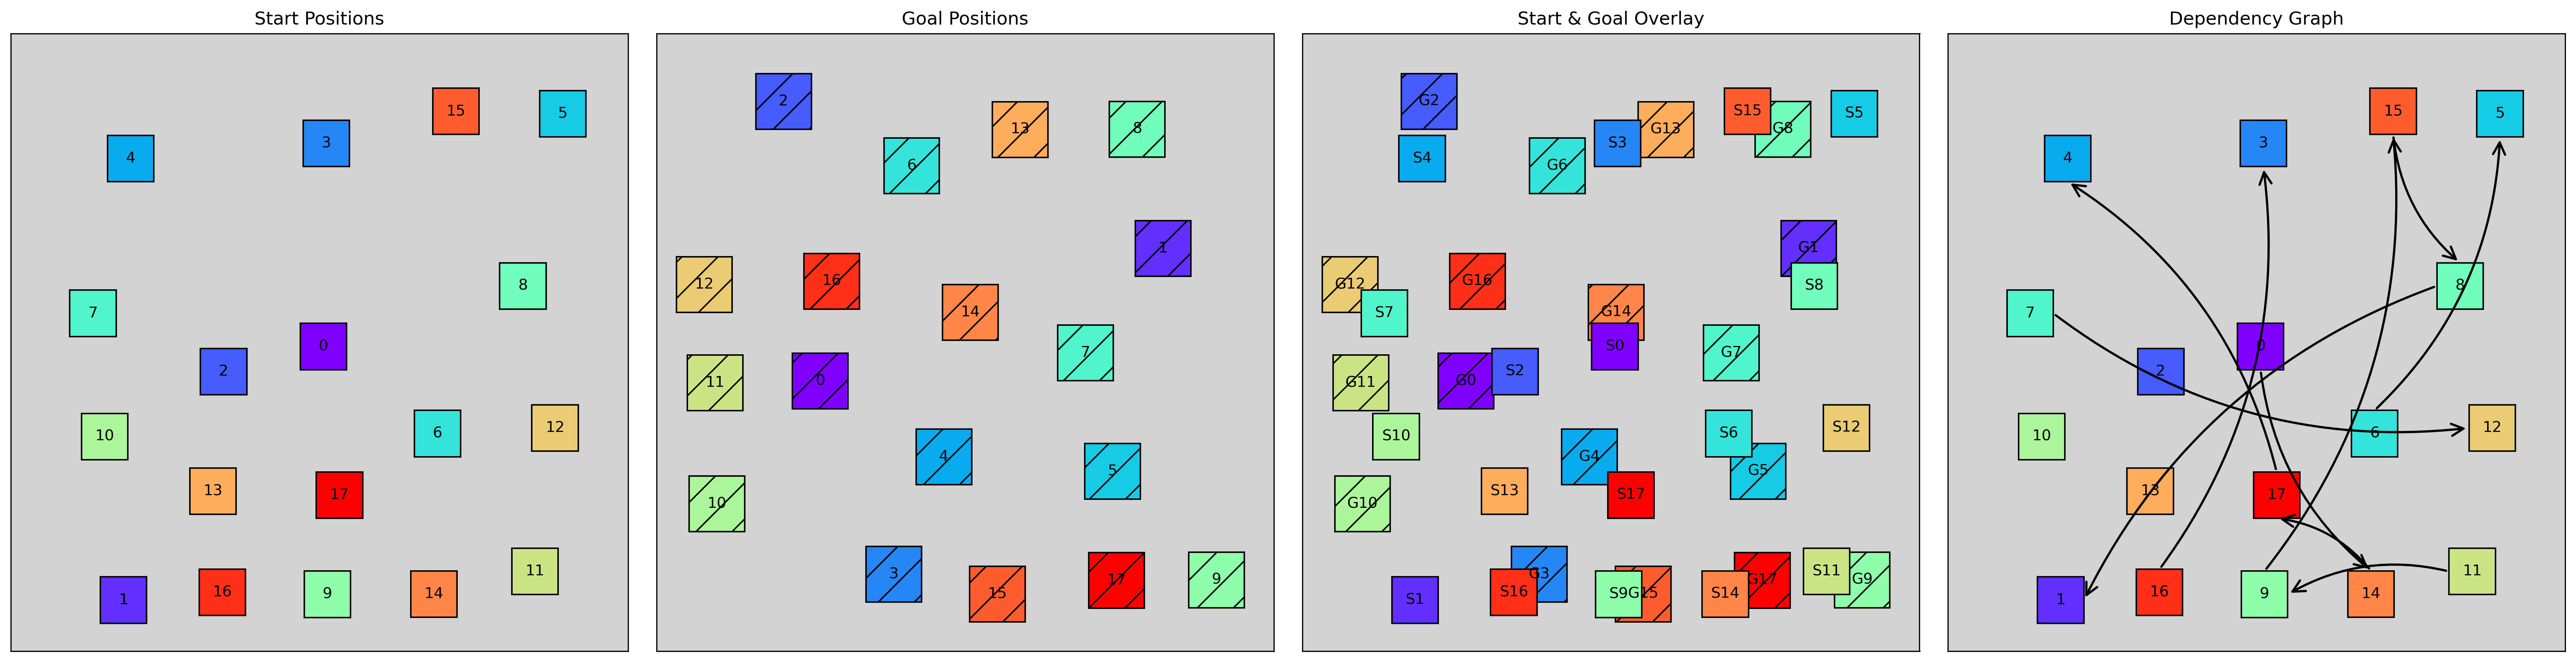 Start Positions
15
5
3
4
8
7
0
2
12
6
10
13
17
11
16
9
14
1
Goal Positions
2
13
8
6
1
16
12
14
7
0
11
4
5
10
3
17
9
15
Start & Goal Overlay
G2
S15
S5
G13
G8
S3
S4
G6
G1
G16
G12
S8
G14
S7
S0
G7
S2
G0
G11
S12
S6
S10
G4
G5
S13
S17
G10
S11
G3
G17
G9
S16
S9
G15
S14
S1
Dependency Graph
15
5
3
4
8
7
0
2
12
6
10
13
17
11
16
9
14
1